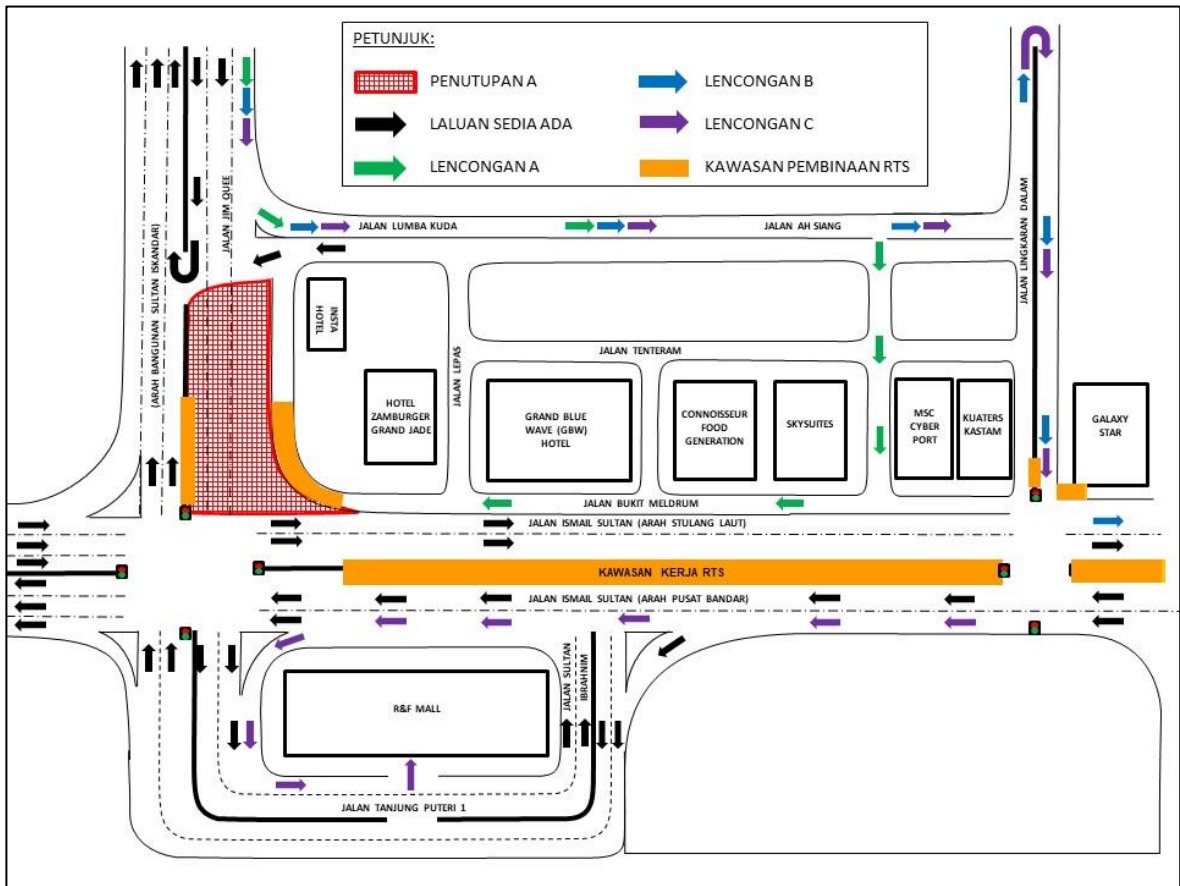 PETUNJUK:
PENUTUPAN A
LENCONGAN B
LALUAN SEDIA ADA
LENCONGAN C
LENCONGAN A
KAWASAN PEMBINAAN RTS
(ARAH BANGUNAN SULTAN ISKANDAR)
JALAN JIM QUEE
JALAN LUMBA KUDA
JALAN AH SIANG
JALAN LINGKARAN DALAM
INSTA
HOTEL
JALAN LEPAS
JALAN TENTERAM
HOTEL
ZAMBURGER
GRAND JADE
GRAND BLUE
WAVE (GBW)
HOTEL
CONNOISSEUR
FOOD
GENERATION
SKYSUITES
MSC
CYBER
PORT
KUATERS
KASTAM
GALAXY
STAR
JALAN BUKIT MELDRUM
JALAN ISMAIL SULTAN (ARAH STULANG LAUT)
KAWASAN KERJA RTS
JALAN ISMAIL SULTAN (ARAH PUSAT BANDAR)
JALAN SULTAN
IBRAHNIM
R&F MALL
JALAN TANJUNG PUTERI 1